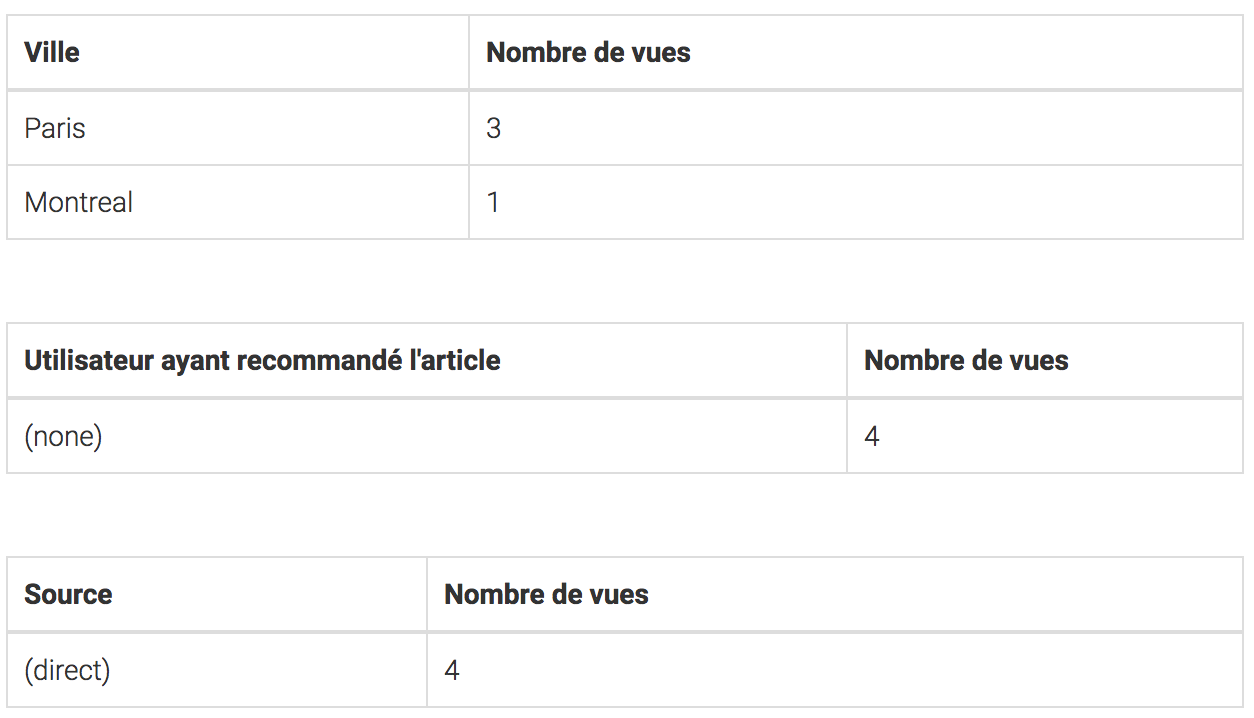 Ville Nombre de vues
Paris 3
Montreal 1
Utilisateur ayant recommandé l'article Nombre de vues
(none) 4
Source Nombre de vues
(direct) 4